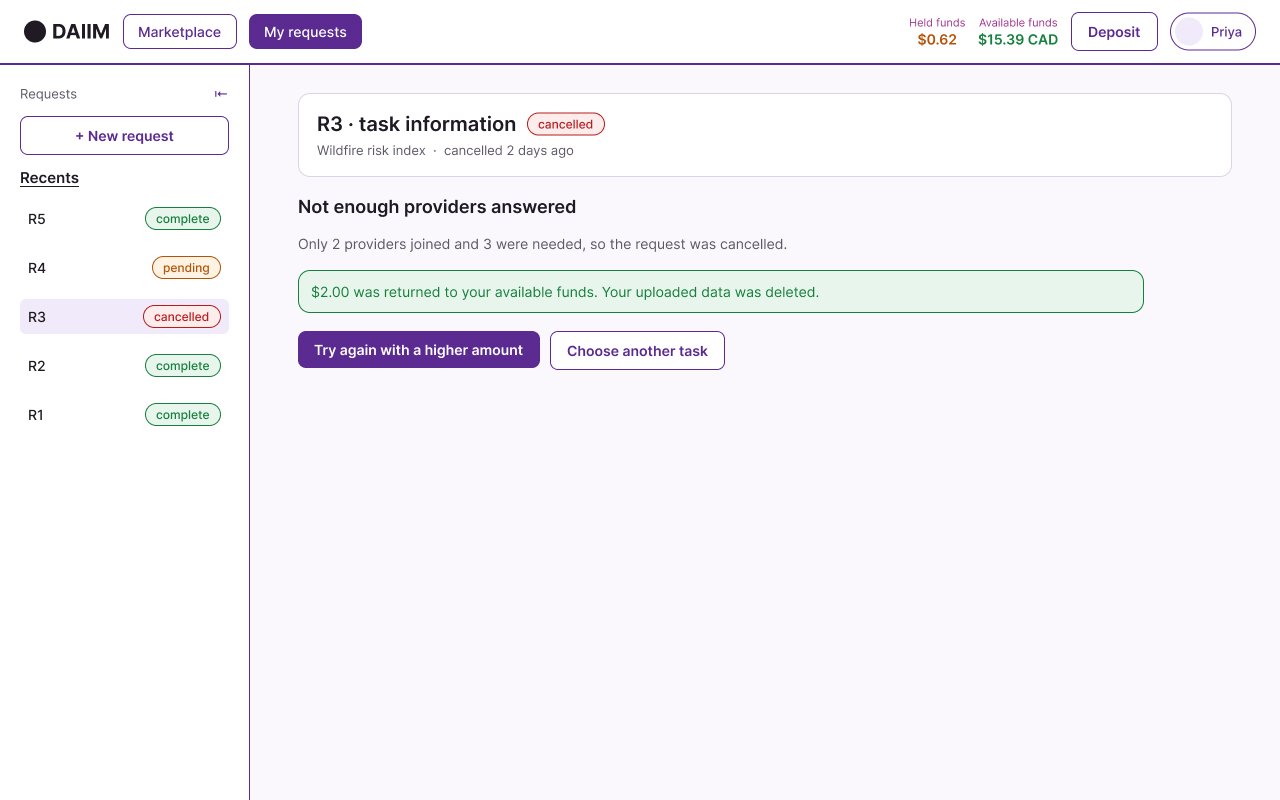 DAIIM
Marketplace
My requests
Held funds
$0.62
Available funds
$15.39 CAD
Deposit
Priya
Requests
+ New request
Recents
R5 complete
R4 pending
R3 cancelled
R2 complete
R1 complete
R3 · task information cancelled
Wildfire risk index · cancelled 2 days ago
Not enough providers answered
Only 2 providers joined and 3 were needed, so the request was cancelled.
$2.00 was returned to your available funds. Your uploaded data was deleted.
Try again with a higher amount
Choose another task